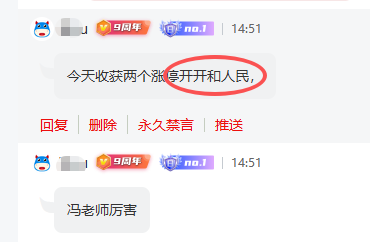 u 9周年 no.1 14:51
今天收获两个涨停开开和人民，
回复 删除 永久禁言 推送
9周年 no.1 14:51
冯老师厉害